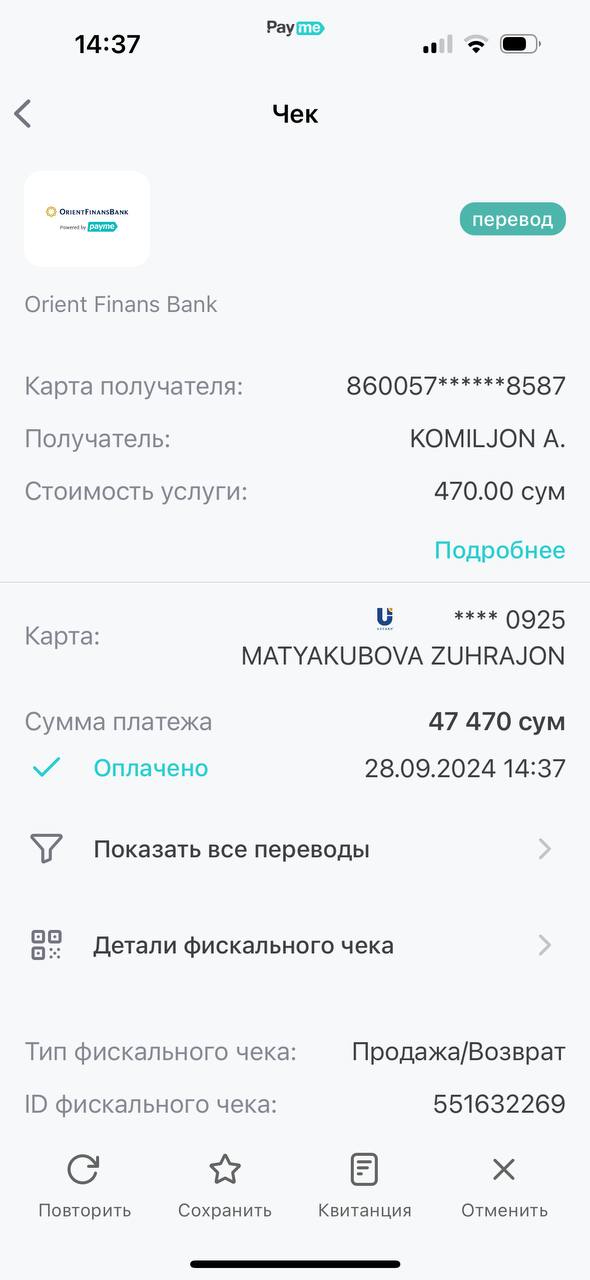 14:37
Payme
Чек
ORIENTFINANSBANK
Powered by payme
перевод
Orient Finans Bank
Карта получателя: 860057******8587
Получатель: KOMILJON A.
Стоимость услуги: 470.00 сум
Подробнее
Карта: **** 0925
MATYAKUBOVA ZUHRAJON
Сумма платежа 47 470 сум
Оплачено 28.09.2024 14:37
Показать все переводы
Детали фискального чека
Тип фискального чека: Продажа/Возврат
ID фискального чека: 551632269
Повторить Сохранить Квитанция Отменить